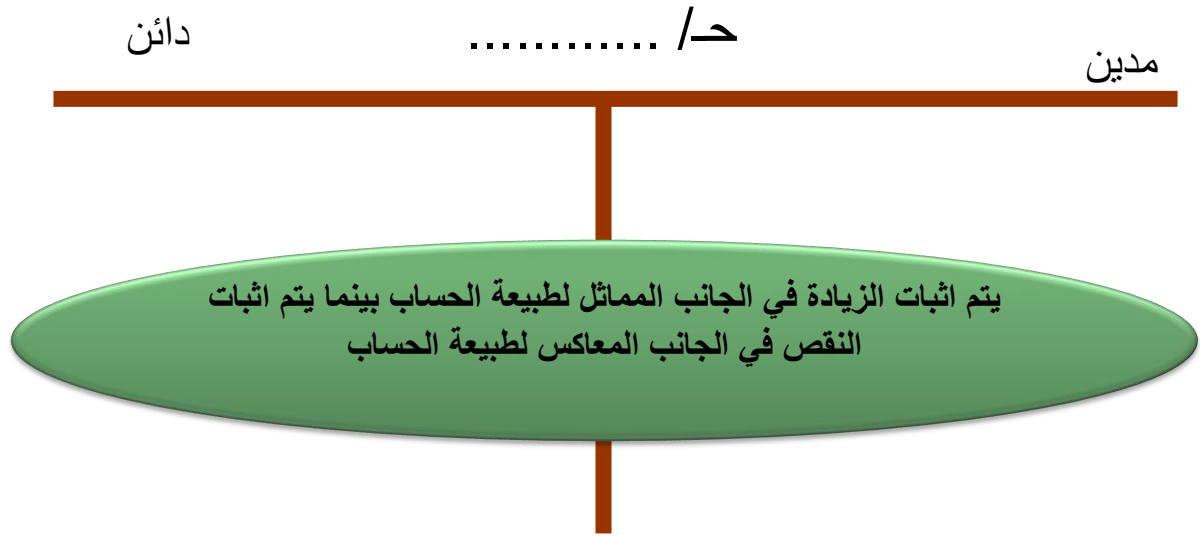 مدين
حـ/ ............
دائن
يتم اثبات الزيادة في الجانب المماثل لطبيعة الحساب بينما يتم اثبات
النقص في الجانب المعاكس لطبيعة الحساب